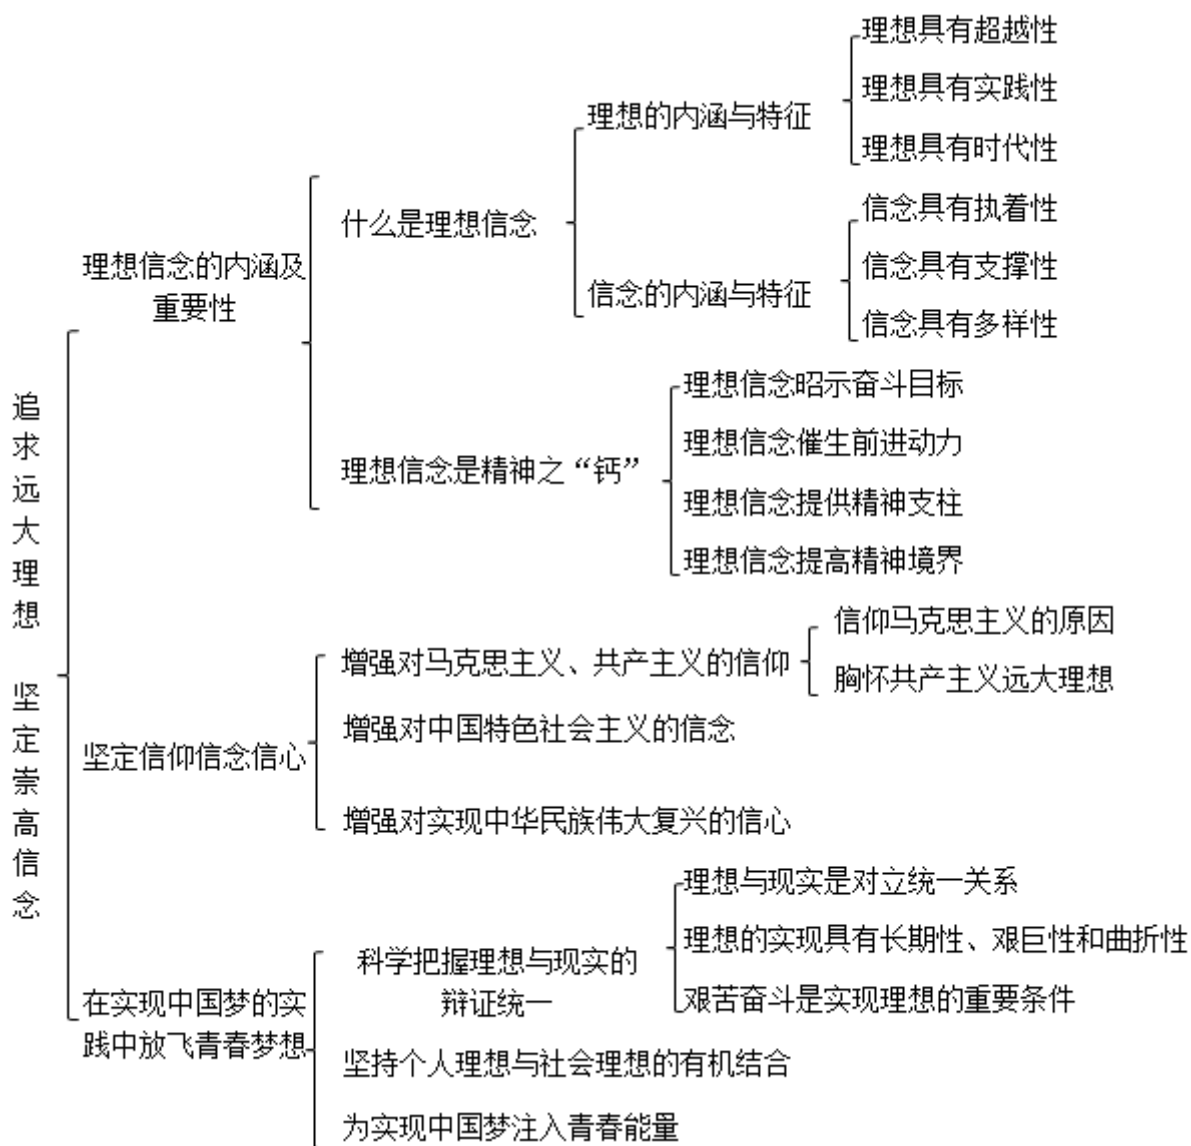 追求远大理想 坚定崇高信念
理想信念的内涵及
重要性
什么是理想信念
理想的内涵与特征
理想具有超越性
理想具有实践性
理想具有时代性
信念的内涵与特征
信念具有执着性
信念具有支撑性
信念具有多样性
理想信念是精神之“钙”
理想信念昭示奋斗目标
理想信念催生前进动力
理想信念提供精神支柱
理想信念提高精神境界
坚定信仰信念信心
增强对马克思主义、共产主义的信仰
信仰马克思主义的原因
胸怀共产主义远大理想
增强对中国特色社会主义的信念
增强对实现中华民族伟大复兴的信心
在实现中国梦的实
践中放飞青春梦想
科学把握理想与现实的
辩证统一
理想与现实是对立统一关系
理想的实现具有长期性、艰巨性和曲折性
艰苦奋斗是实现理想的重要条件
坚持个人理想与社会理想的有机结合
为实现中国梦注入青春能量